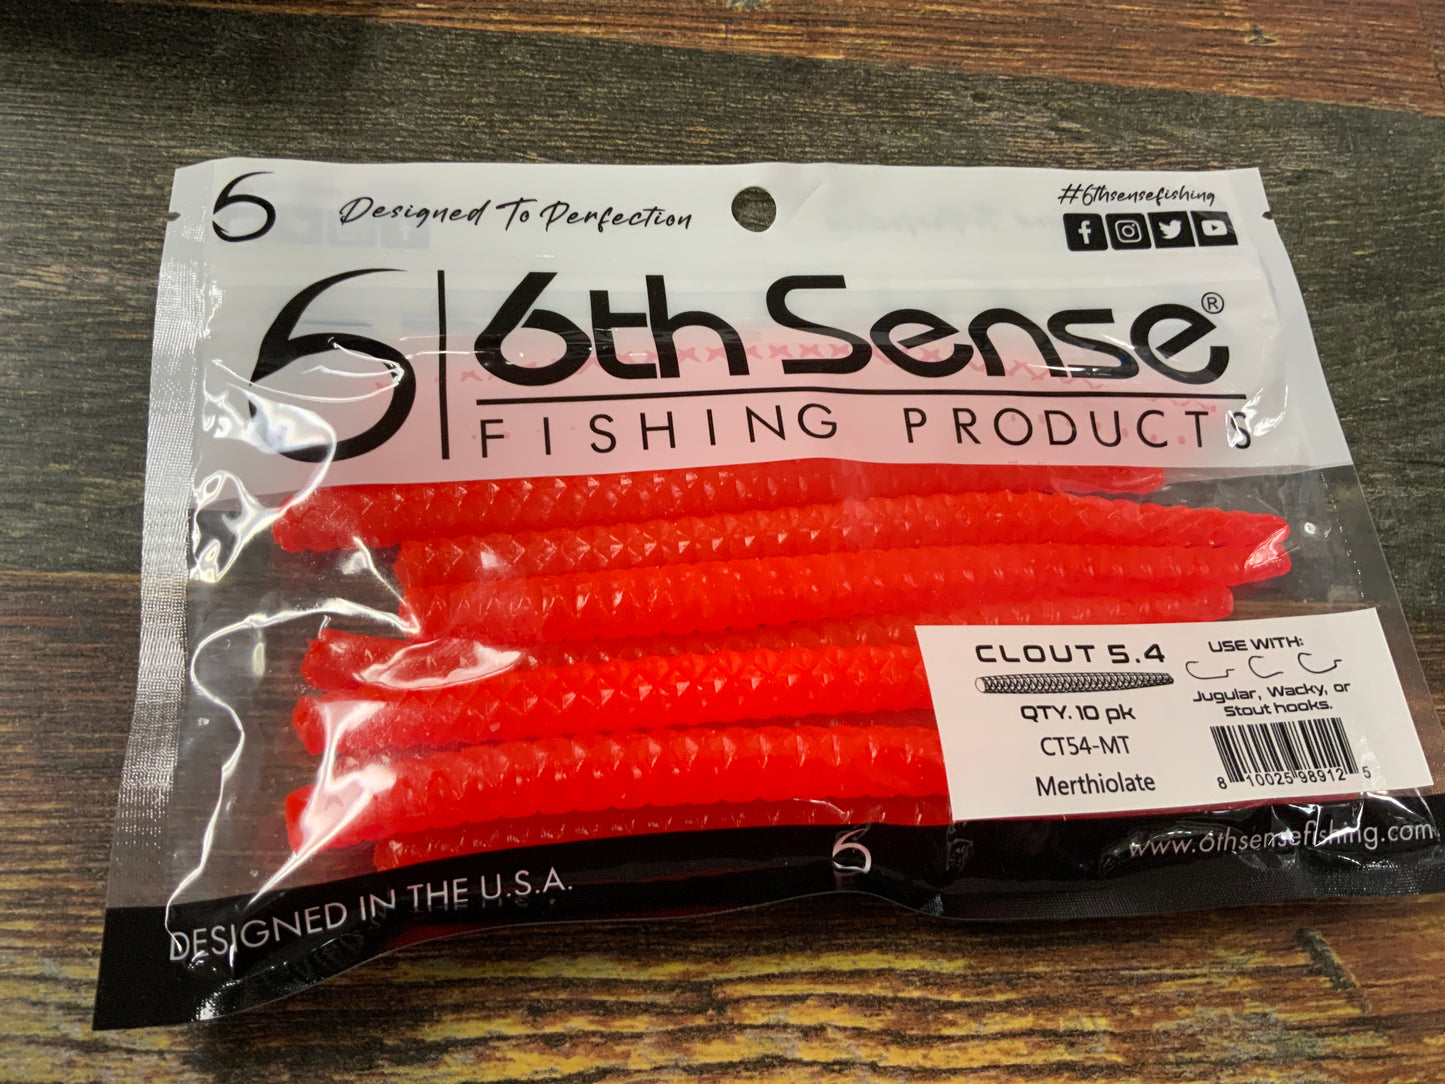 6 Designed To Perfection
#6thsensefishing
6 6th Sense®
FISHING PRODUCTS
CLOUT 5.4
QTY. 10 pk
CT54-MT
Merthiolate
USE WITH:
Jugular, Wacky, or
Stout hooks.
8 10025 98912 5
www.6thsensefishing.com
6
DESIGNED IN THE U.S.A.